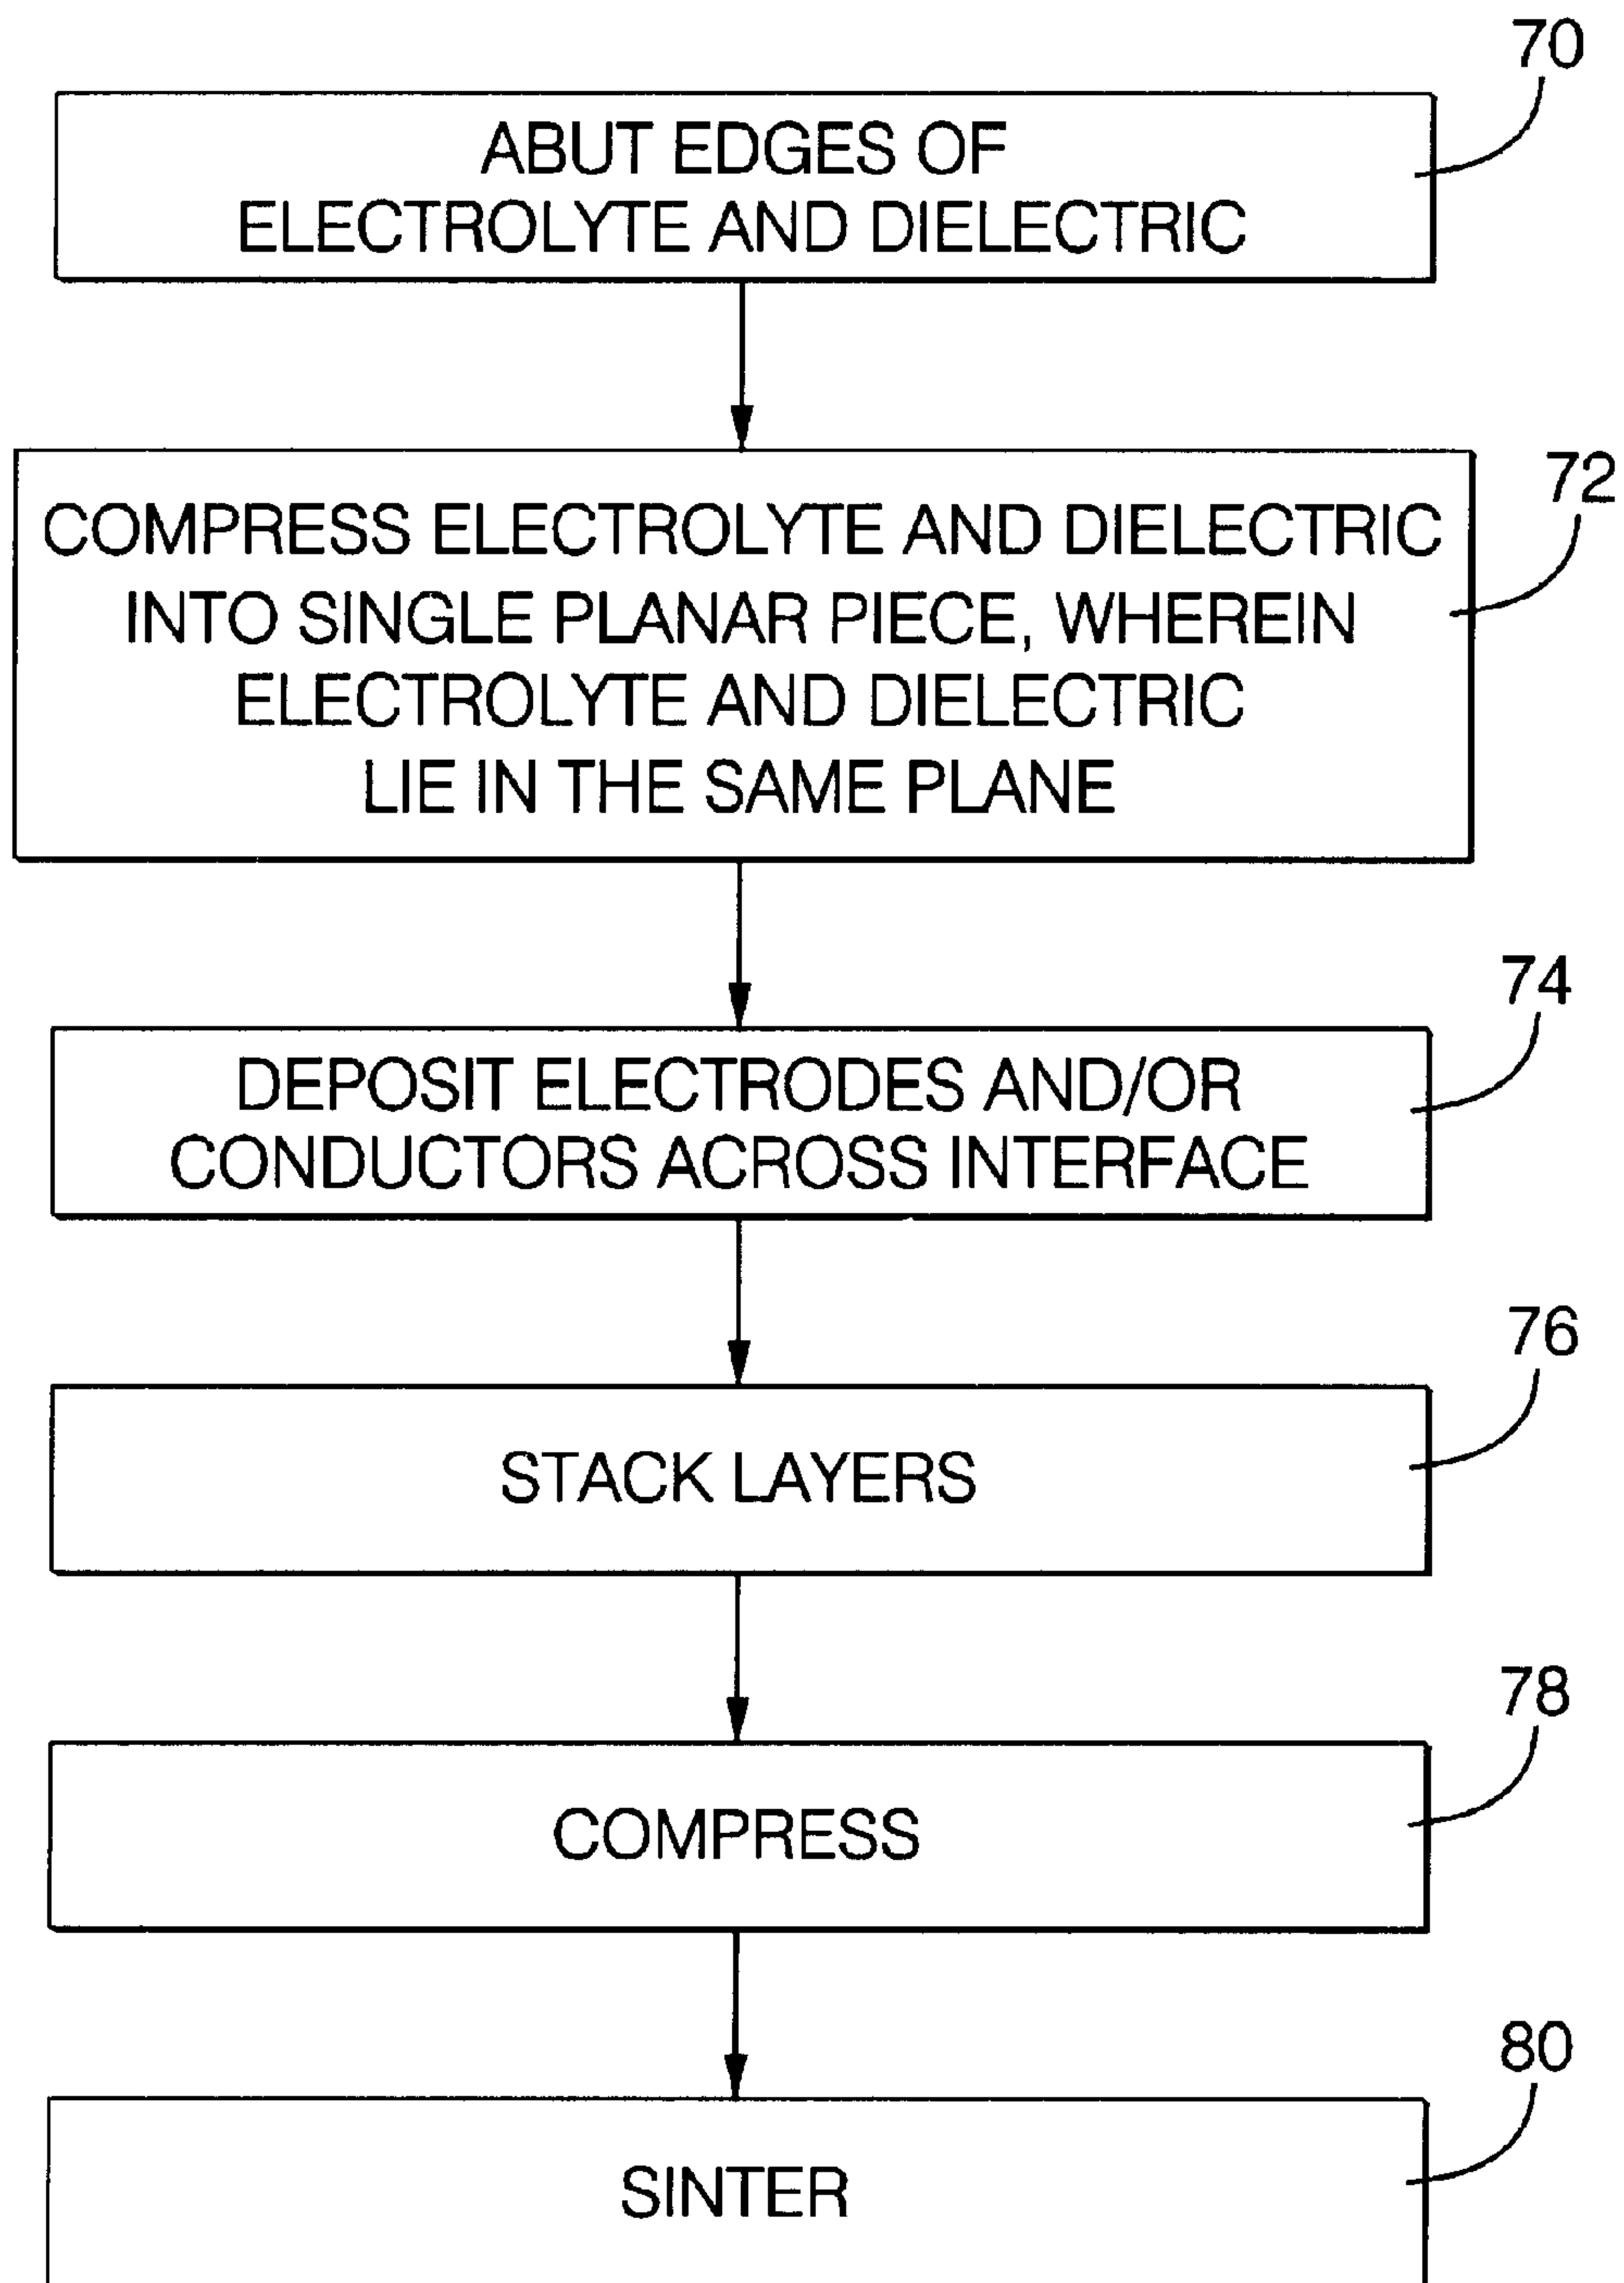 70
ABUT EDGES OF
ELECTROLYTE AND DIELECTRIC
72
COMPRESS ELECTROLYTE AND DIELECTRIC
INTO SINGLE PLANAR PIECE, WHEREIN
ELECTROLYTE AND DIELECTRIC
LIE IN THE SAME PLANE
74
DEPOSIT ELECTRODES AND/OR
CONDUCTORS ACROSS INTERFACE
76
STACK LAYERS
78
COMPRESS
80
SINTER